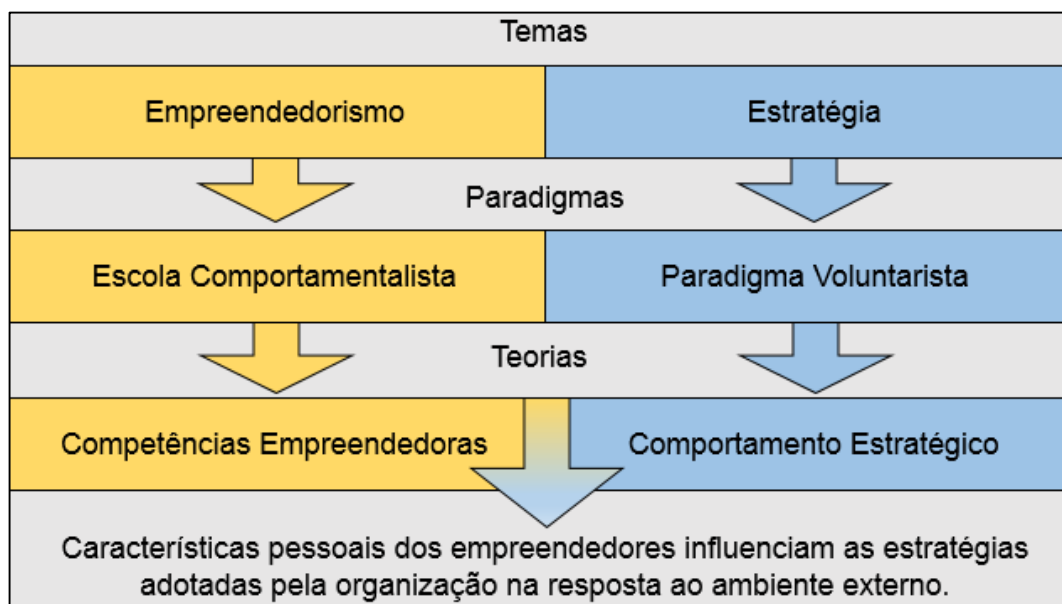 Temas
Empreendedorismo
Estratégia
Paradigmas
Escola Comportamentalista
Paradigma Voluntarista
Teorias
Competências Empreendedoras
Comportamento Estratégico
Características pessoais dos empreendedores influenciam as estratégias
adotadas pela organização na resposta ao ambiente externo.